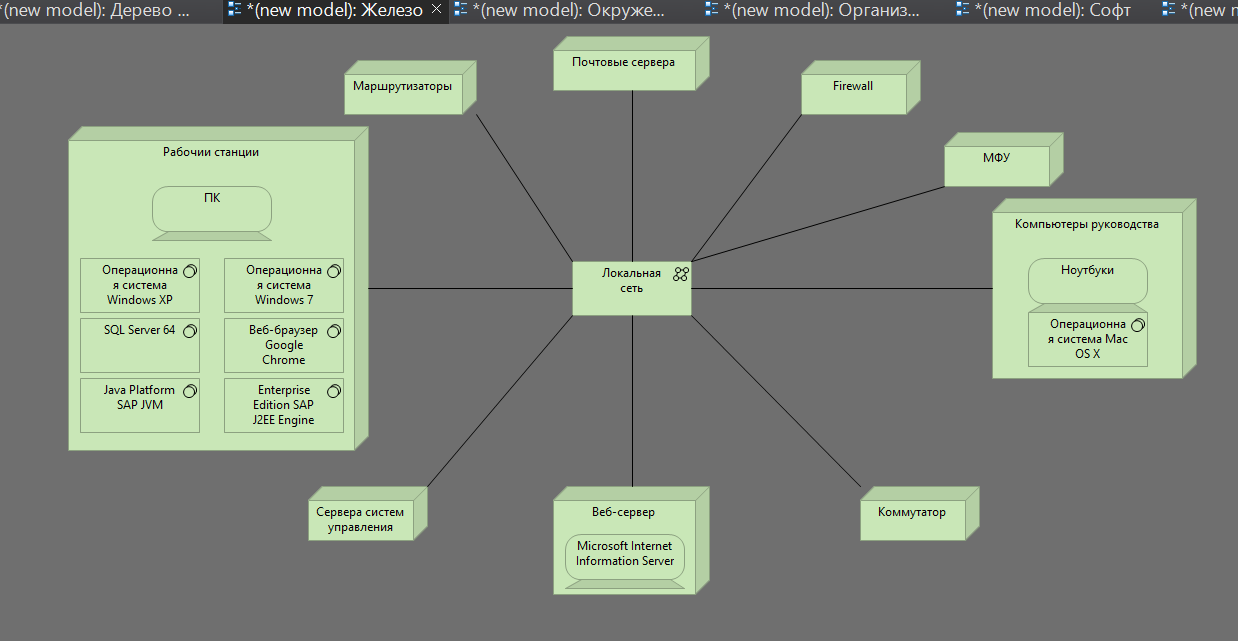 *(new model): Дерево ...
*(new model): Железо
*(new model): Окруже...
*(new model): Организ...
*(new model): Софт
*(new m
Почтовые сервера
Маршрутизаторы
Firewall
МФУ
Рабочии станции
ПК
Операционна
я система
Windows XP
Операционна
я система
Windows 7
SQL Server 64
Веб-браузер
Google
Chrome
Java Platform
SAP JVM
Enterprise
Edition SAP
J2EE Engine
Локальная
сеть
Компьютеры руководства
Ноутбуки
Операционна
я система Mac
OS X
Сервера систем
управления
Веб-сервер
Microsoft Internet
Information Server
Коммутатор